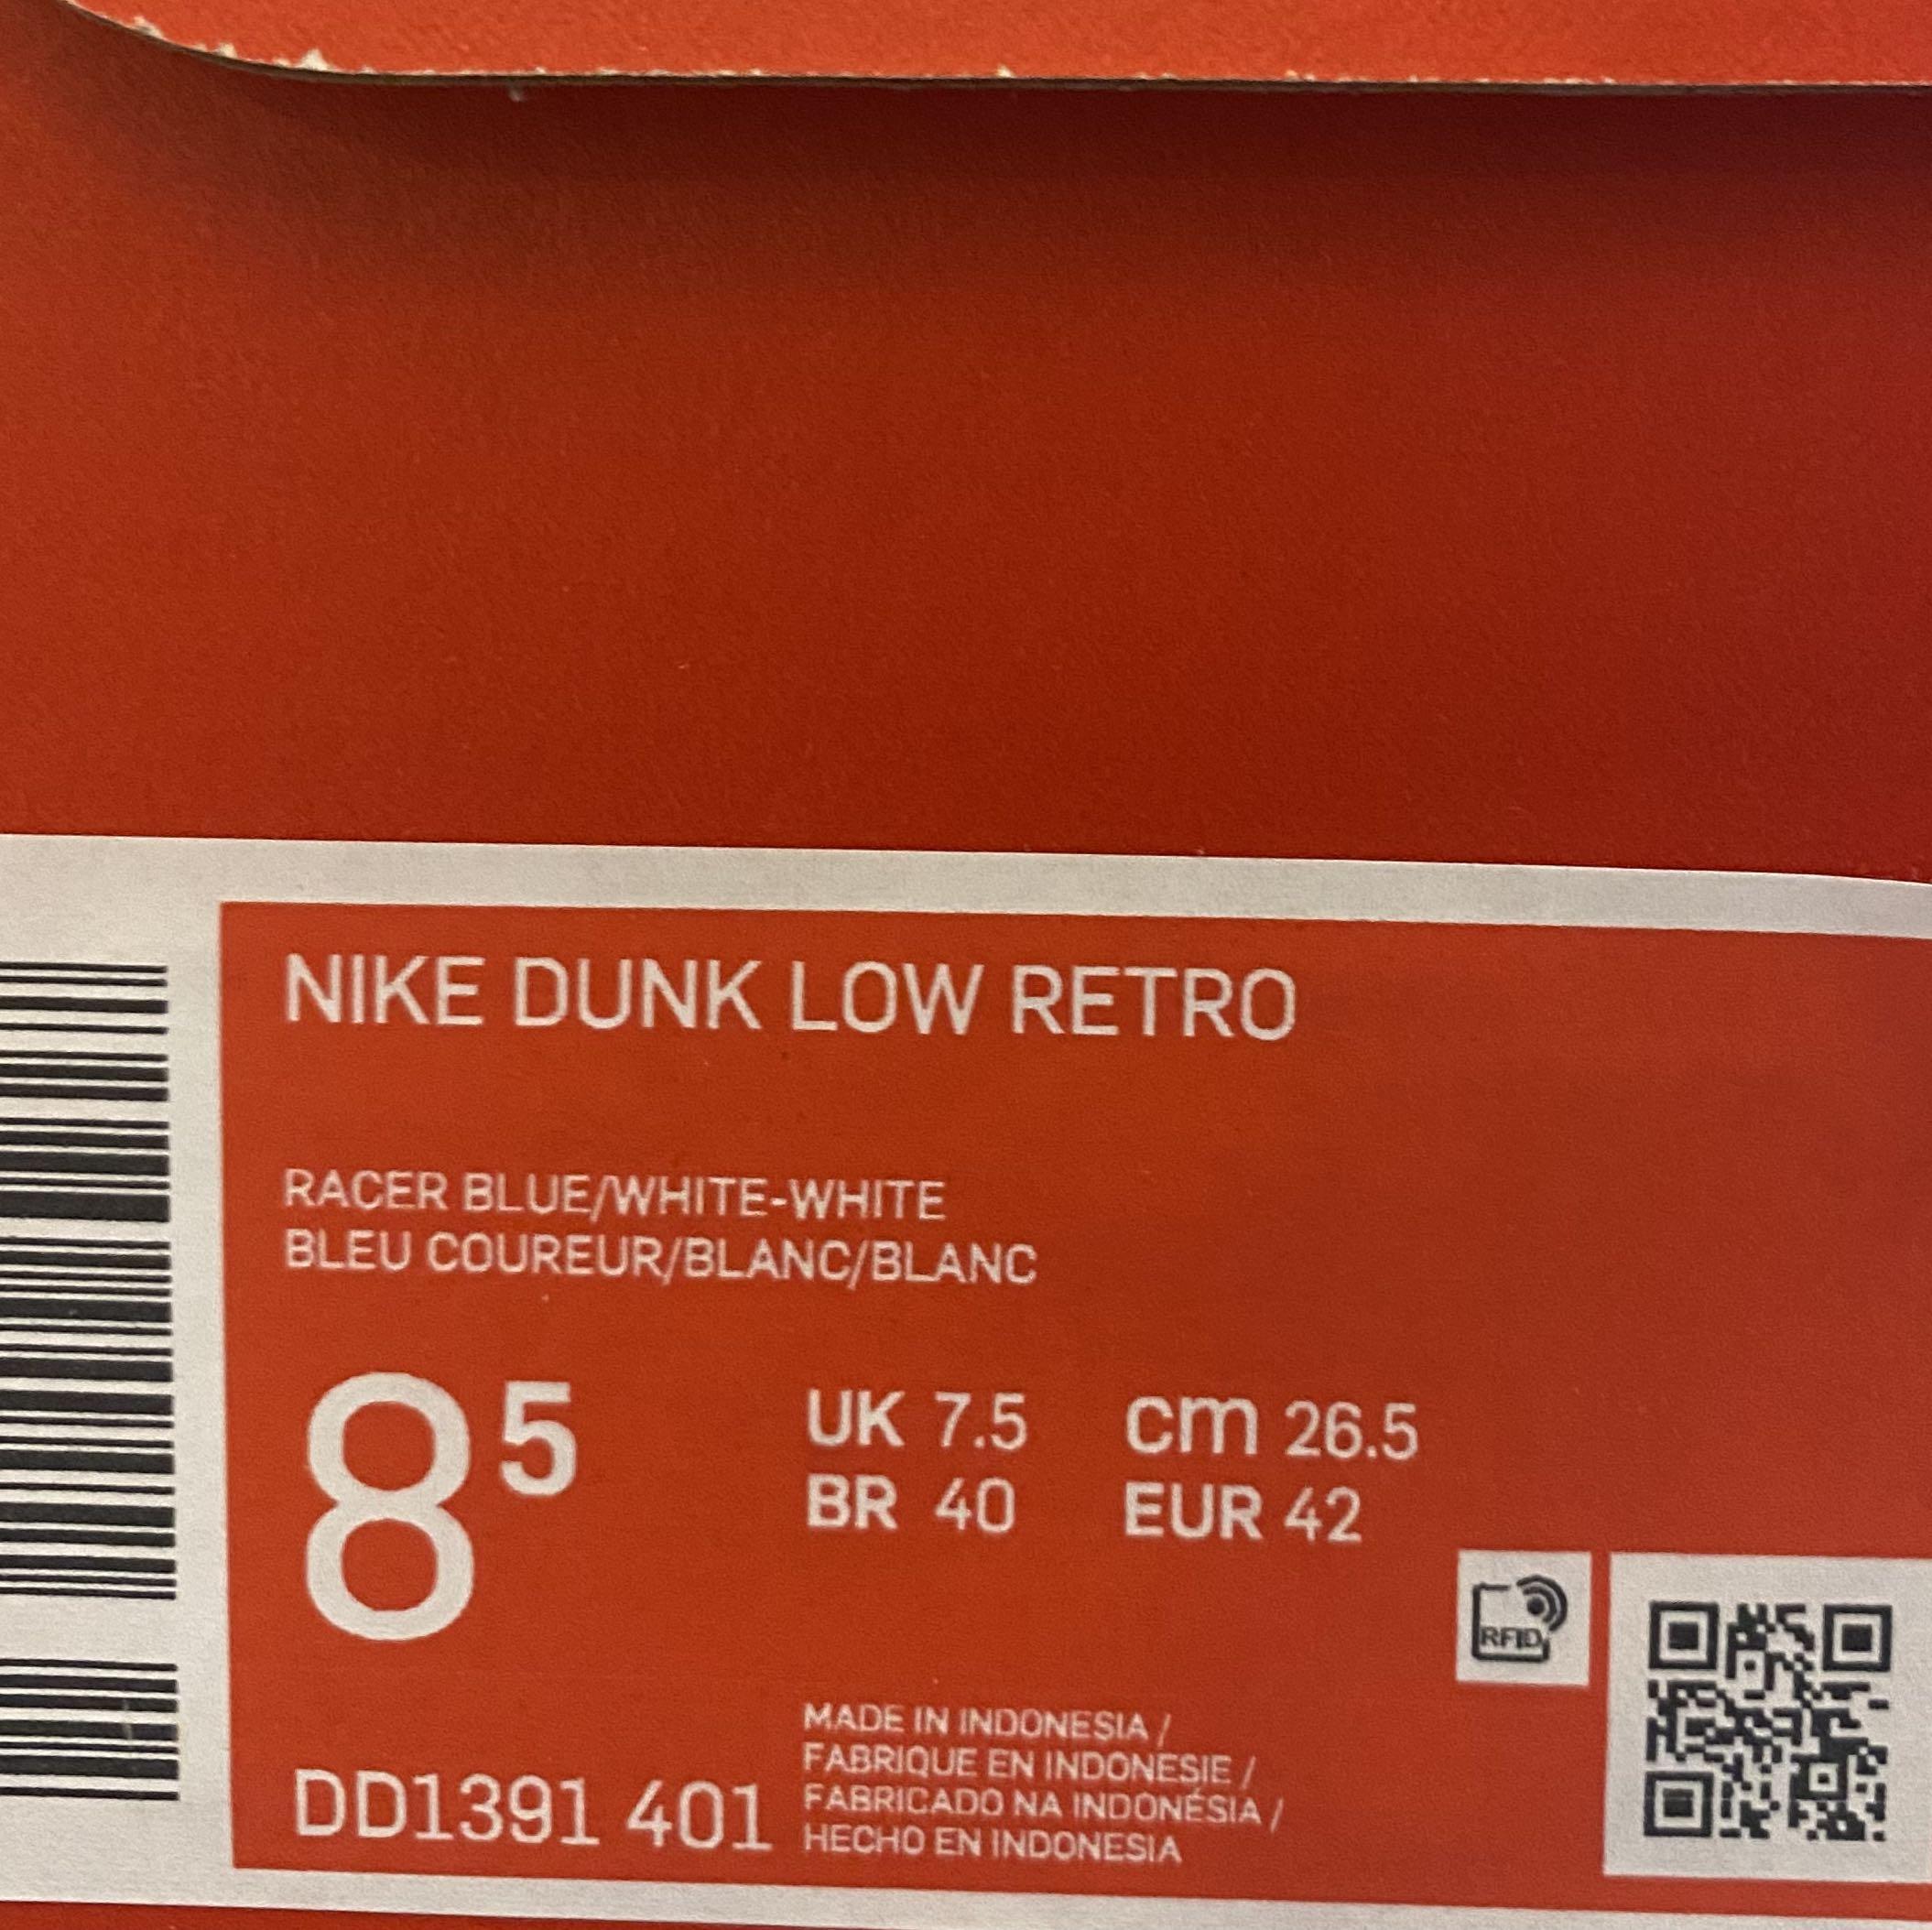 NIKE DUNK LOW RETRO
RACER BLUE/WHITE-WHITE
BLEU COUREUR/BLANC/BLANC
8 5
UK 7.5 cm 26.5
BR 40 EUR 42
RFID
DD1391 401
MADE IN INDONESIA /
FABRIQUE EN INDONESIE /
FABRICADO NA INDONÉSIA /
HECHO EN INDONESIA